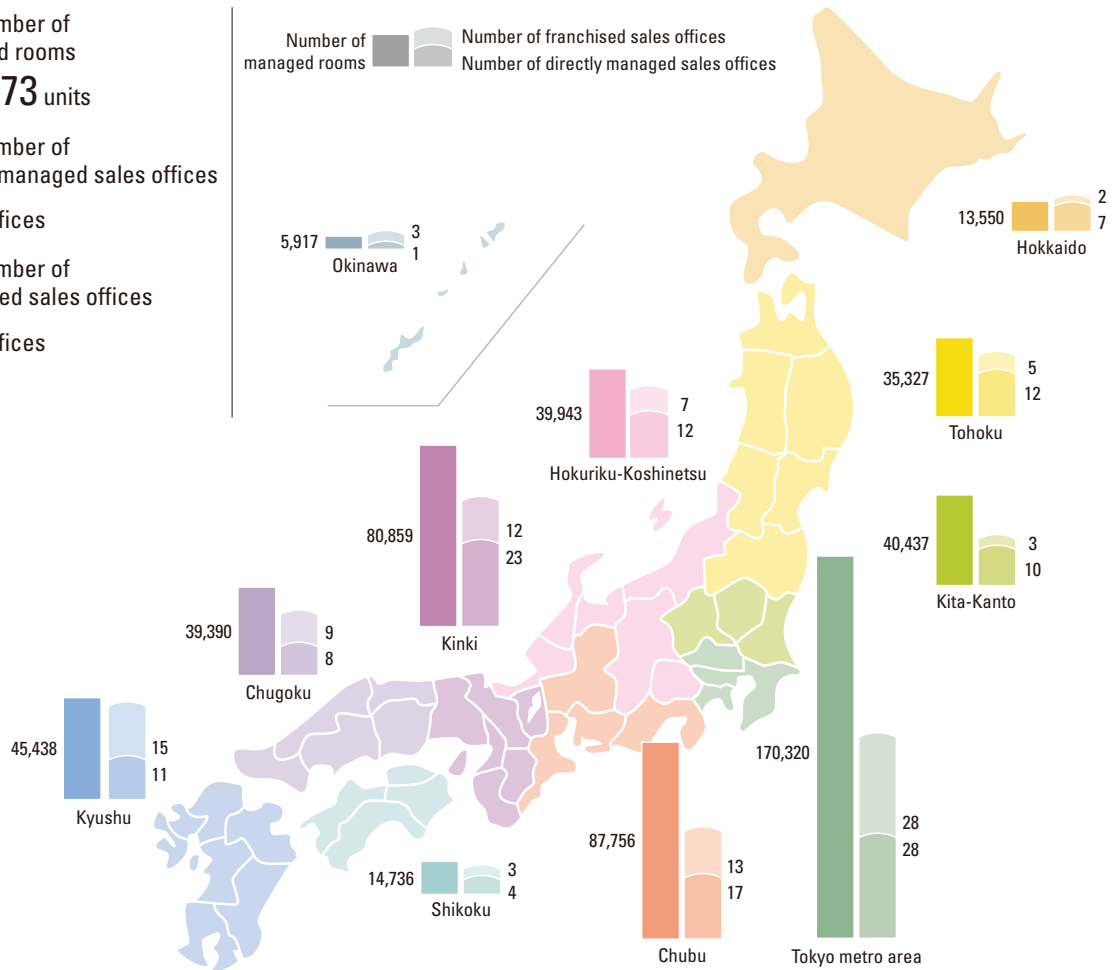 mber of
d rooms
73 units
mber of
managed sales offices
fices
mber of
ed sales offices
fices
Number of
managed rooms
Number of franchised sales offices
Number of directly managed sales offices
13,550
2
7
Hokkaido
5,917
3
1
Okinawa
35,327
5
12
Tohoku
39,943
7
12
Hokuriku-Koshinetsu
80,859
12
23
Kinki
40,437
3
10
Kita-Kanto
39,390
9
8
Chugoku
45,438
15
11
Kyushu
170,320
28
28
Tokyo metro area
87,756
13
17
Chubu
14,736
3
4
Shikoku